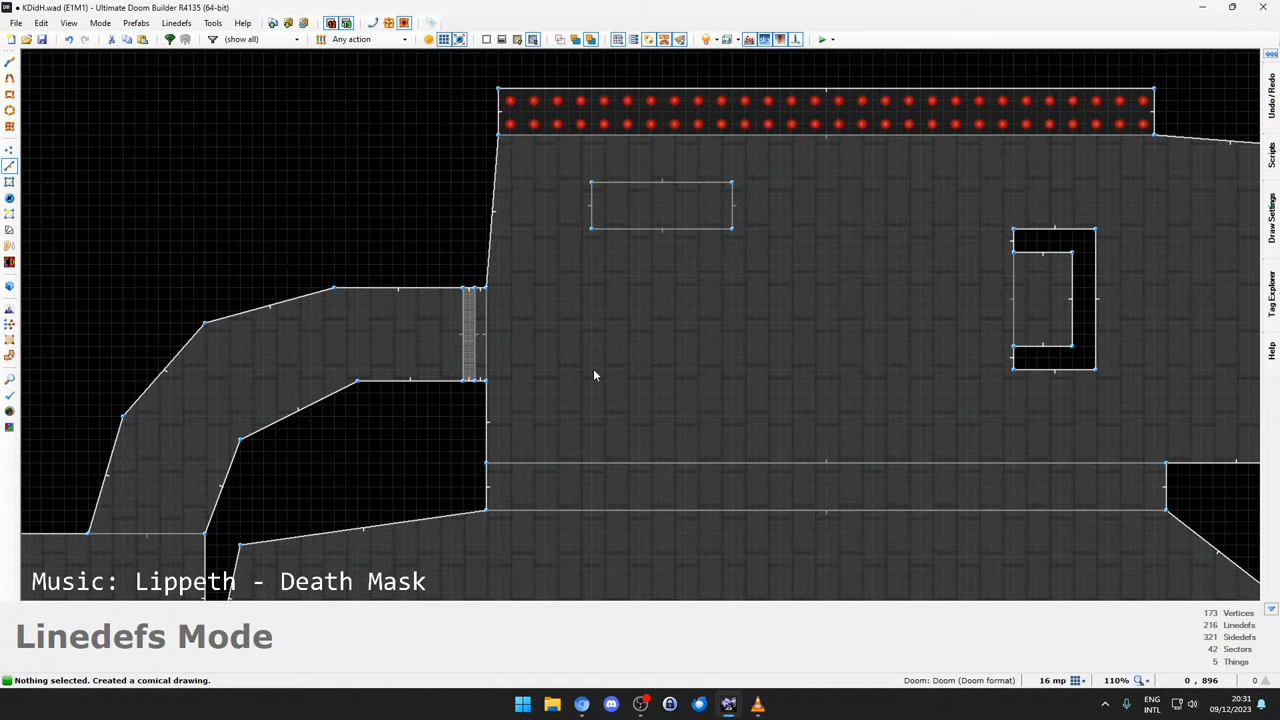 KDidH.wad (E1M1) - Ultimate Doom Builder R4135 (64-bit)
File Edit View Mode Prefabs Linedefs Tools Help
(show all) Any action
Undo / Redo
Scripts
Draw Settings
Tag Explorer
Help
Music: Lippeth - Death Mask
Linedefs Mode
173 Vertices
216 Linedefs
321 Sidedefs
42 Sectors
5 Things
Nothing selected. Created a comical drawing. Doom: Doom (Doom format) 16 mp 110% 0 , 896 0
ENG
INTL
20:31
09/12/2023